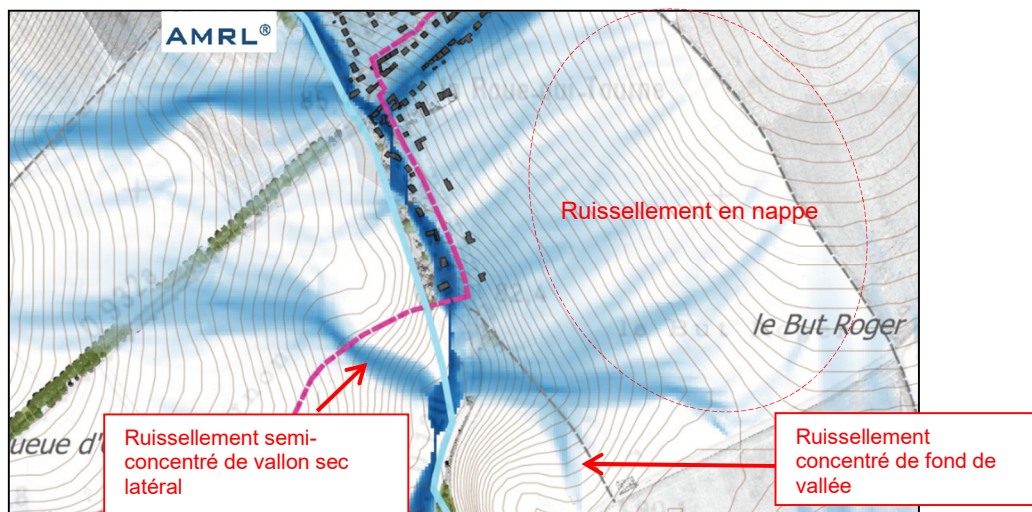 AMRL®
Ruissellement en nappe
le But Roger
Ruissellement semi-
concentré de vallon sec
latéral
Ruissellement
concentré de fond de
vallée